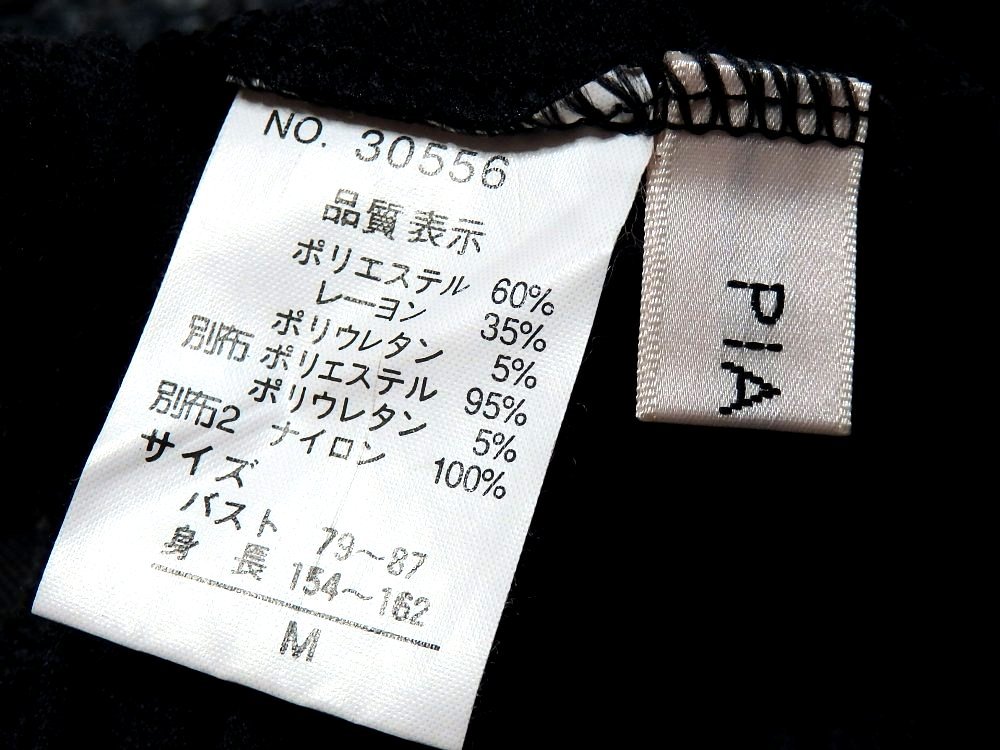 NO. 30556
品質表示
ポリエステル 60%
レーヨン 35%
ポリウレタン 5%
別布 ポリエステル 95%
ポリウレタン 5%
別布2 ナイロン 100%
サイズ
バスト 79～87
身長 154～162
M
PIA